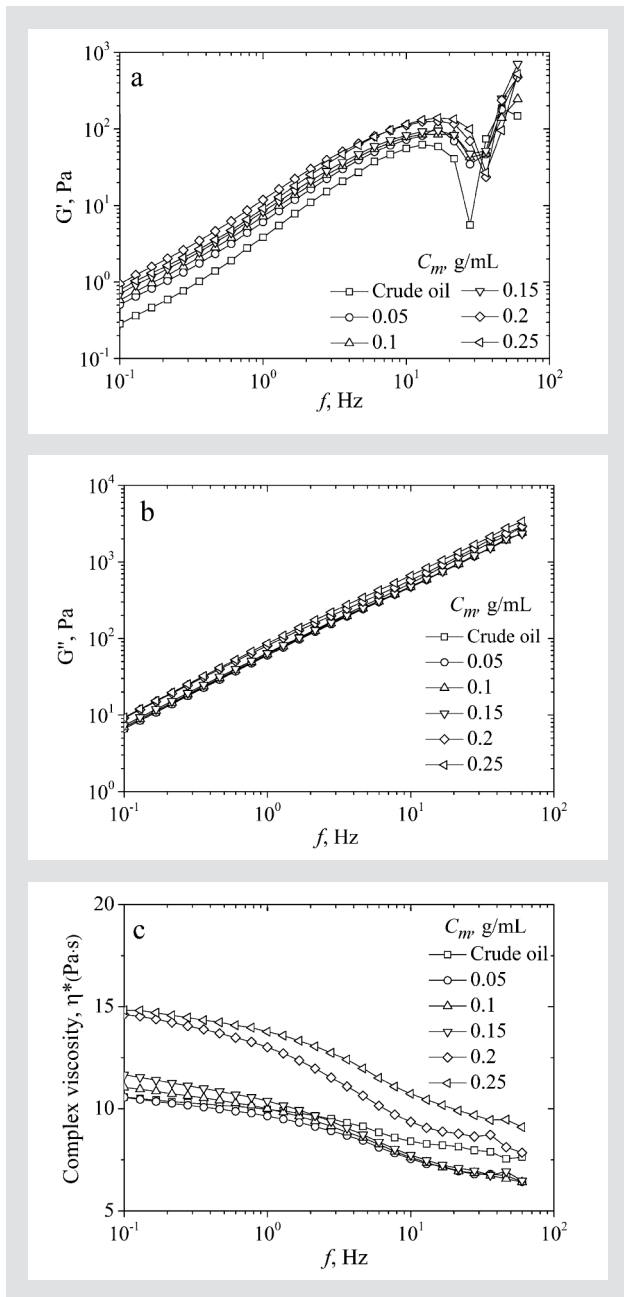 a
10³
10²
10¹
10⁰
10⁻¹
G', Pa
Cm, g/mL
Crude oil
0.05
0.1
0.15
0.2
0.25
10⁻¹ 10⁰ 10¹ 10²
f, Hz
b
10⁴
10³
10²
10¹
10⁰
G", Pa
Cm, g/mL
Crude oil
0.05
0.1
0.15
0.2
0.25
10⁻¹ 10⁰ 10¹ 10²
f, Hz
c
20
15
10
5
Complex viscosity, η*(Pa·s)
Cm, g/mL
Crude oil
0.05
0.1
0.15
0.2
0.25
10⁻¹ 10⁰ 10¹ 10²
f, Hz